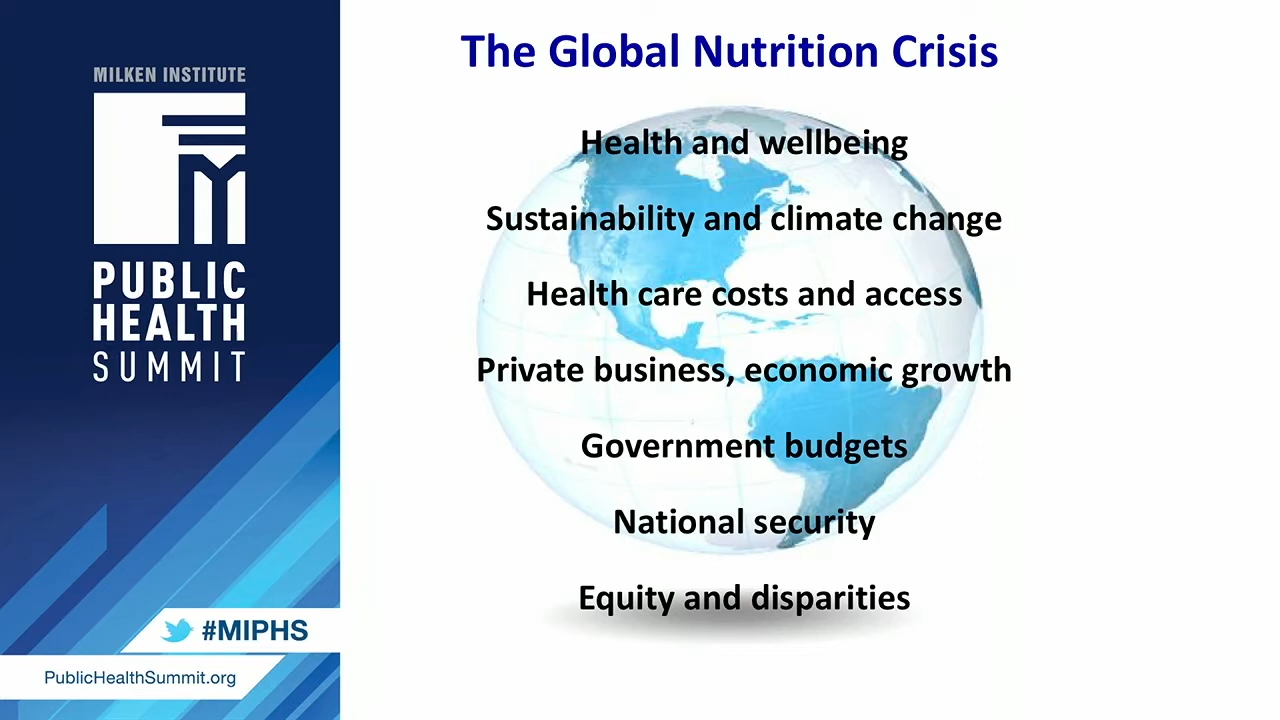 MILKEN INSTITUTE
PUBLIC
HEALTH
SUMMIT
#MIPHS
PublicHealthSummit.org
The Global Nutrition Crisis
Health and wellbeing
Sustainability and climate change
Health care costs and access
Private business, economic growth
Government budgets
National security
Equity and disparities